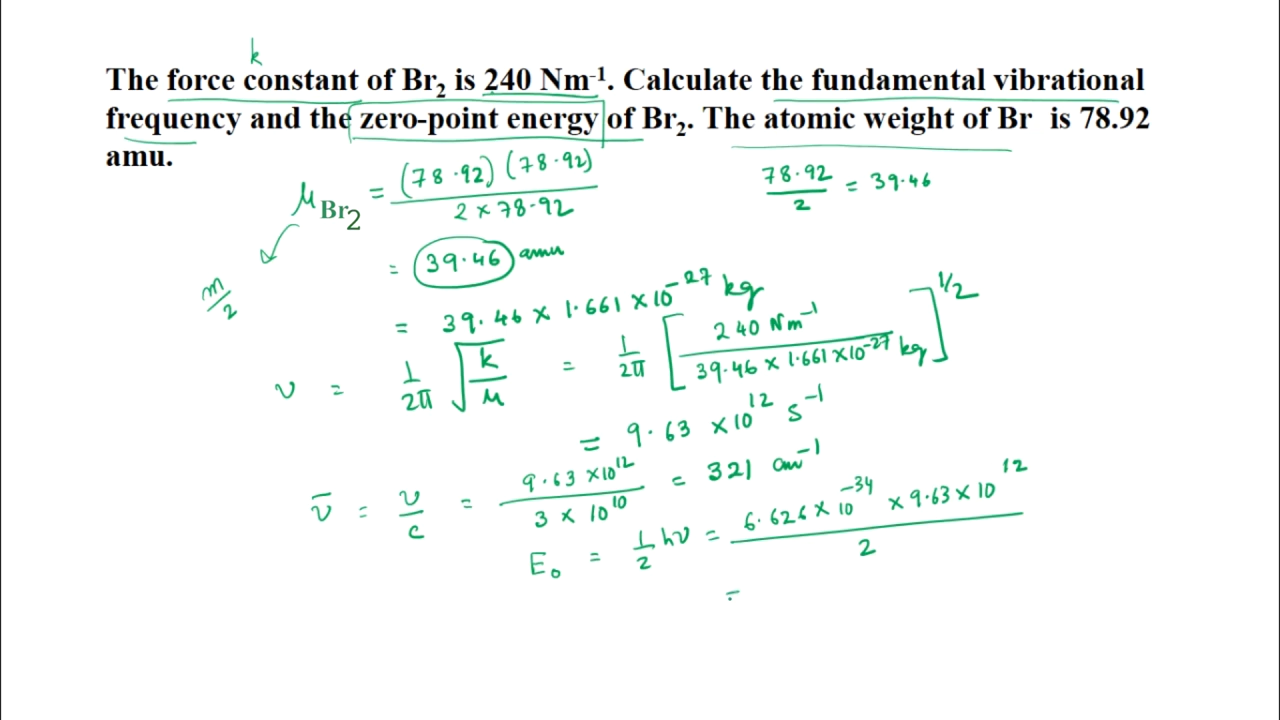 k
The force constant of Br₂ is 240 Nm⁻¹. Calculate the fundamental vibrational
frequency and the zero-point energy of Br₂. The atomic weight of Br is 78.92
amu.
μ Br₂ = (78.92) (78.92) / 2 × 78.92
78.92 / 2 = 39.46
= 39.46 amu
m/2
= 39.46 × 1.661 × 10⁻²⁷ kg
ν = 1/2π √(k/μ) = 1/2π [240 Nm⁻¹ / 39.46 × 1.661 × 10⁻²⁷ kg]^1/2
= 9.63 × 10¹² s⁻¹
ν̄ = ν/c = 9.63 × 10¹² / 3 × 10¹⁰ = 321 cm⁻¹
E₀ = 1/2 hν = 6.626 × 10⁻³⁴ × 9.63 × 10¹² / 2
=